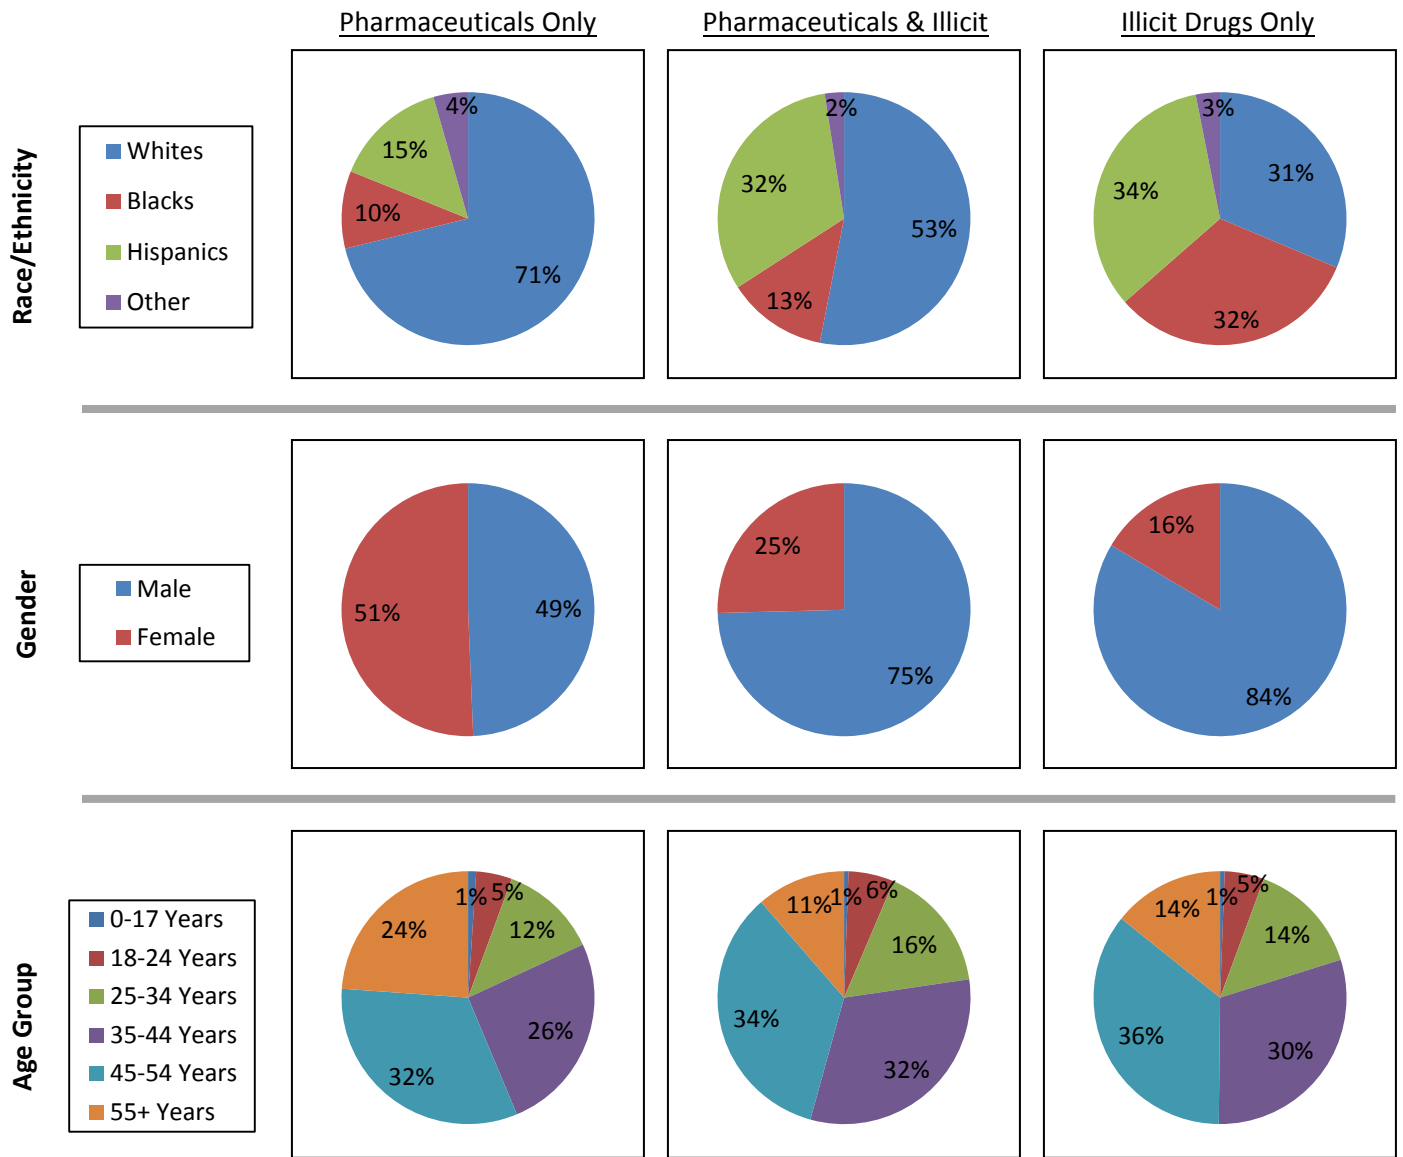 Pharmaceuticals Only
Pharmaceuticals & Illicit
Illicit Drugs Only
Race/Ethnicity
Whites
Blacks
Hispanics
Other
4%
15%
10%
71%
2%
32%
53%
13%
3%
31%
34%
32%
Gender
Male
Female
51%
49%
25%
75%
16%
84%
Age Group
0-17 Years
18-24 Years
25-34 Years
35-44 Years
45-54 Years
55+ Years
1%
5%
24%
12%
26%
32%
11%
1%
6%
16%
34%
32%
14%
1%
5%
14%
36%
30%